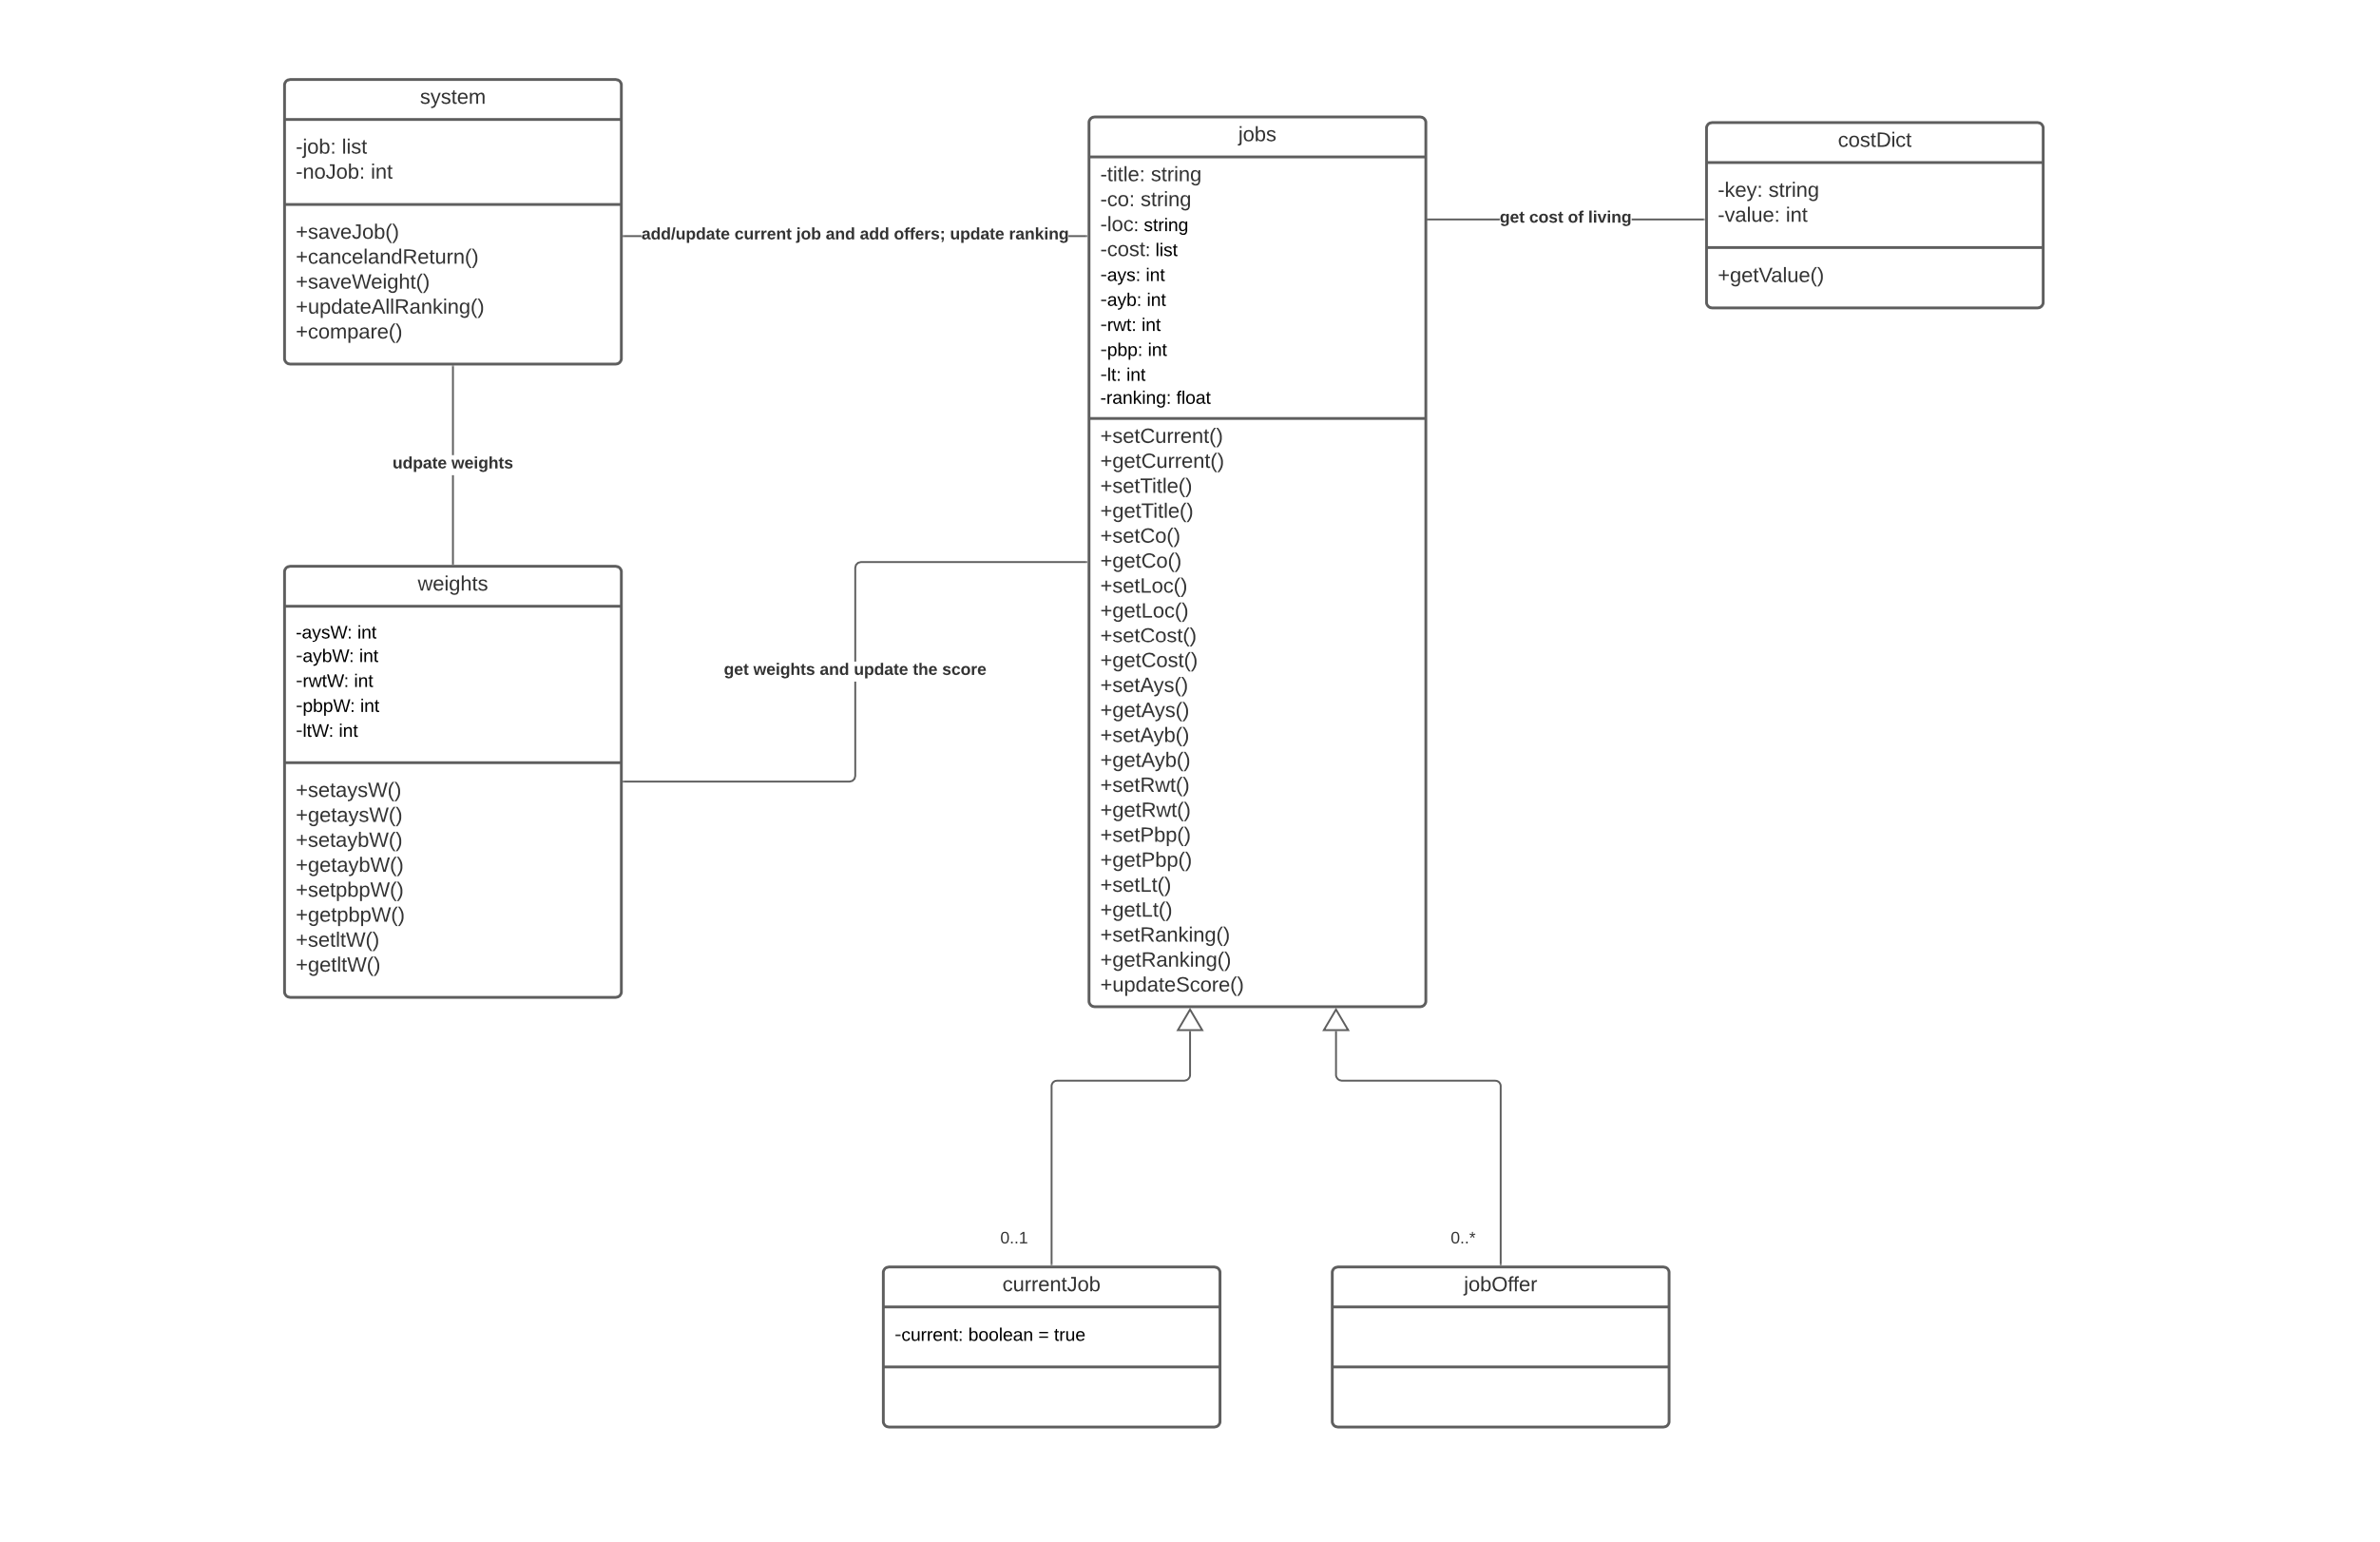 system
-job: list
-noJob: int
+saveJob()
+cancelandReturn()
+saveWeight()
+updateAllRanking()
+compare()
add/update current job and add offers; update ranking
jobs
-title: string
-co: string
-loc: string
-cost: list
-ays: int
-ayb: int
-rwt: int
-pbp: int
-lt: int
-ranking: float
+setCurrent()
+getCurrent()
+setTitle()
+getTitle()
+setCo()
+getCo()
+setLoc()
+getLoc()
+setCost()
+getCost()
+setAys()
+getAys()
+setAyb()
+getAyb()
+setRwt()
+getRwt()
+setPbp()
+getPbp()
+setLt()
+getLt()
+setRanking()
+getRanking()
+updateScore()
get cost of living
costDict
-key: string
-value: int
+getValue()
udpate weights
weights
-aysW: int
-aybW: int
-rwtW: int
-pbpW: int
-ltW: int
+setaysW()
+getaysW()
+setaybW()
+getaybW()
+setpbpW()
+getpbpW()
+setltW()
+getltW()
get weights and update the score
0..1
currentJob
-current: boolean = true
0..*
jobOffer